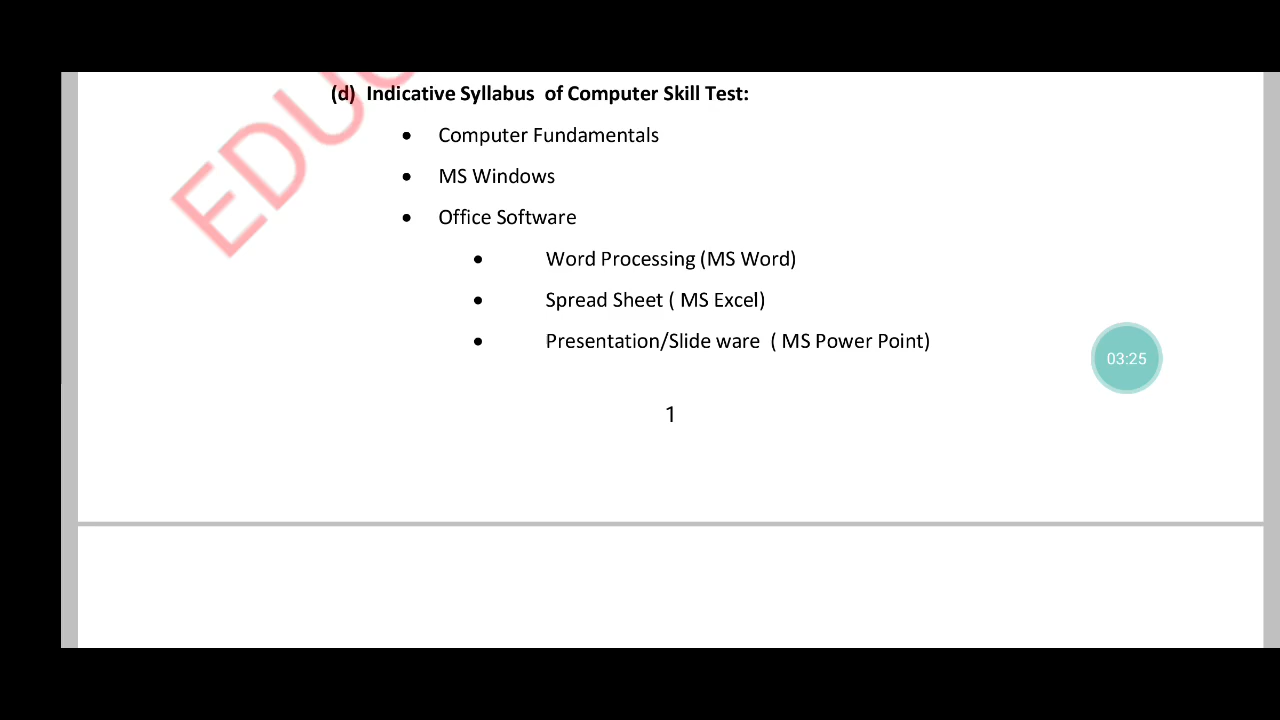 (d) Indicative Syllabus of Computer Skill Test:
• Computer Fundamentals
• MS Windows
• Office Software
• Word Processing (MS Word)
• Spread Sheet ( MS Excel)
• Presentation/Slide ware ( MS Power Point)
03:25
1